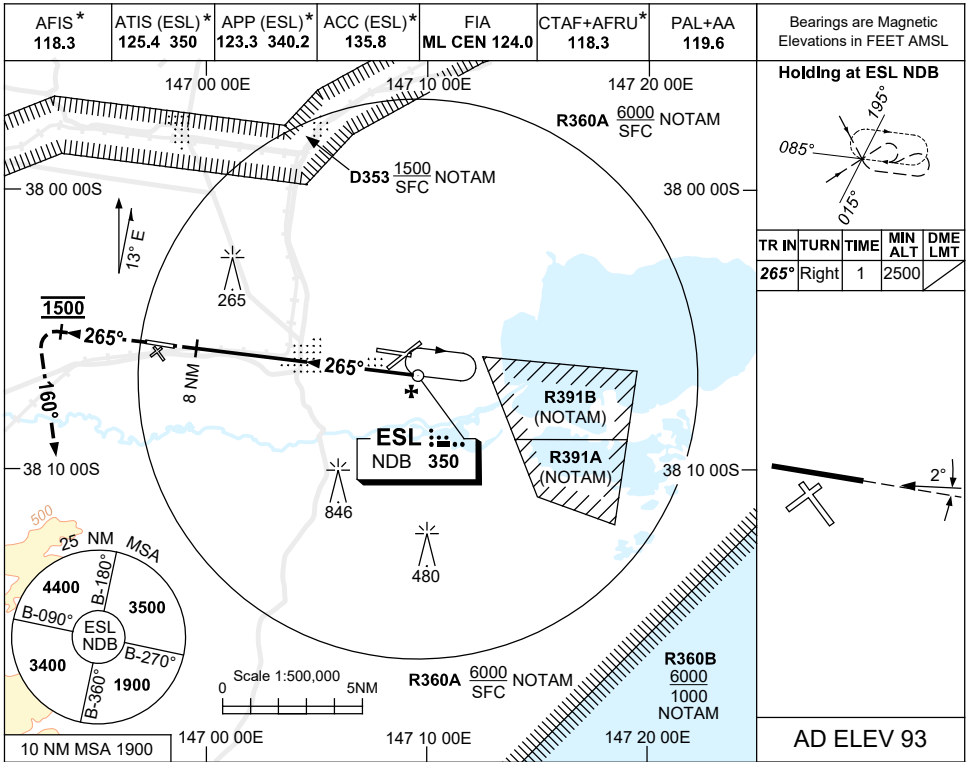 AFIS*
118.3
ATIS (ESL)*
125.4 350
APP (ESL)*
123.3 340.2
ACC (ESL)*
135.8
FIA
ML CEN 124.0
CTAF+AFRU*
118.3
PAL+AA
119.6
Bearings are Magnetic
Elevations in FEET AMSL
147 00 00E
147 10 00E
147 20 00E
R360A 6000
SFC NOTAM
D353 1500
SFC NOTAM
38 00 00S
38 00 00S
13° E
265
1500
265°
265°
160°
8 NM
R391B
(NOTAM)
R391A
(NOTAM)
ESL
NDB 350
38 10 00S
38 10 00S
846
480
500
25 NM MSA
4400
B-180°
3500
B-090°
ESL
NDB
B-270°
3400
B-360°
1900
Scale 1:500,000
0
5NM
R360A 6000
SFC NOTAM
R360B
6000
1000
NOTAM
10 NM MSA 1900
147 00 00E
147 10 00E
147 20 00E
Holding at ESL NDB
195°
085°
015°
TR IN TURN TIME MIN ALT DME LMT
265° Right 1 2500
2°
AD ELEV 93